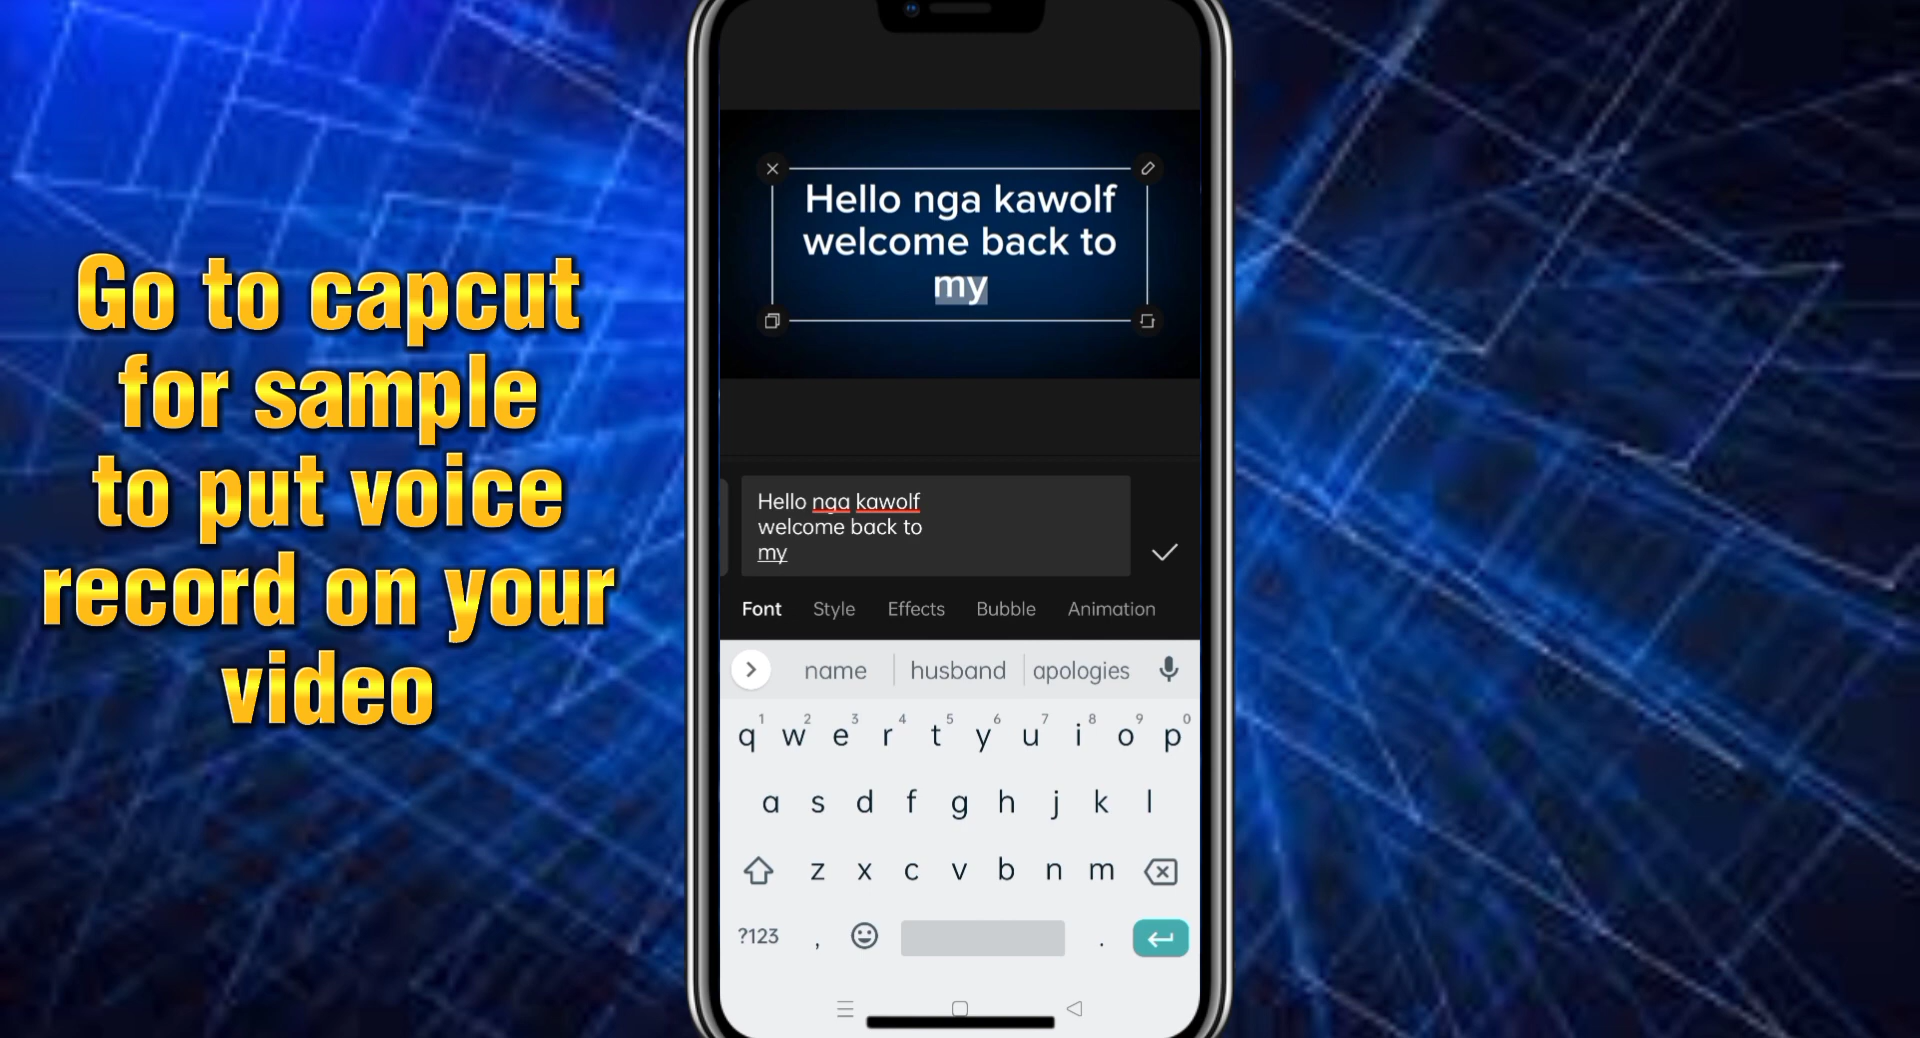 Go to capcut
for sample
to put voice
record on your
video
Hello nga kawolf
welcome back to
my
Hello nga kawolf
welcome back to
my
Font Style Effects Bubble Animation
name husband apologies
1 2 3 4 5 6 7 8 9 0
q w e r t y u i o p
a s d f g h j k l
z x c v b n m
?123 , .